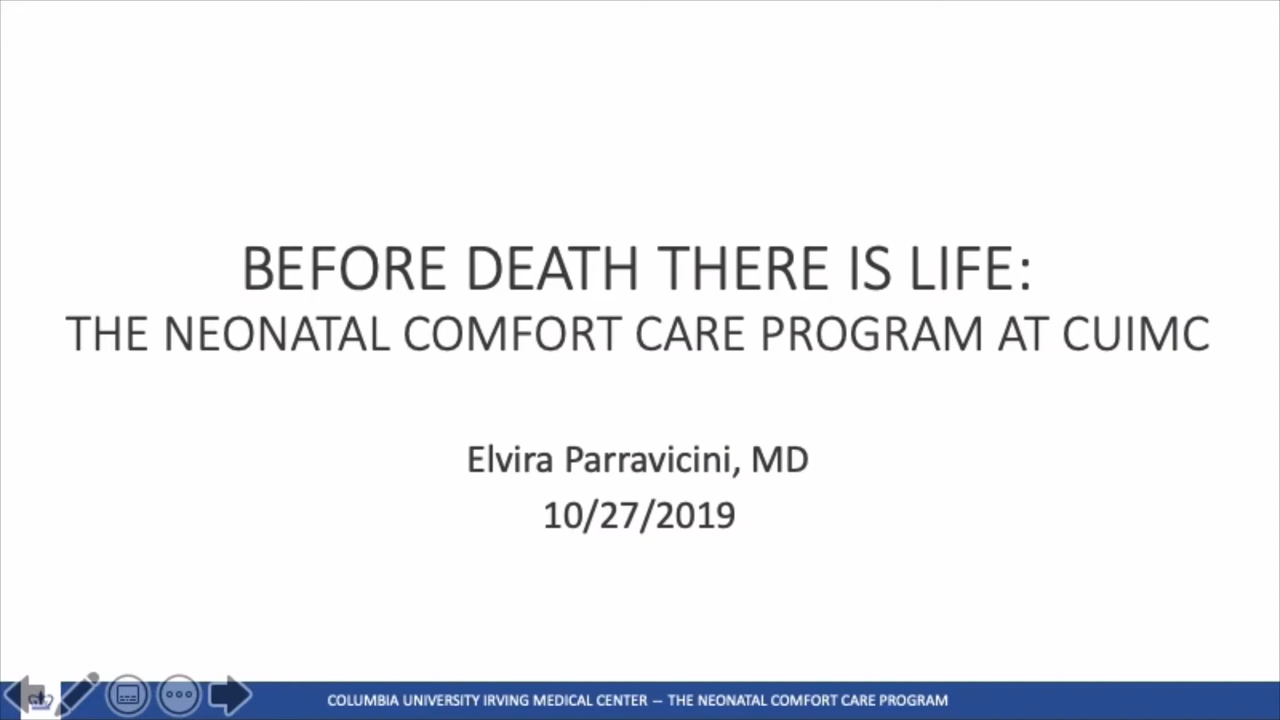 BEFORE DEATH THERE IS LIFE:
THE NEONATAL COMFORT CARE PROGRAM AT CUIMC
Elvira Parravicini, MD
10/27/2019
COLUMBIA UNIVERSITY IRVING MEDICAL CENTER – THE NEONATAL COMFORT CARE PROGRAM